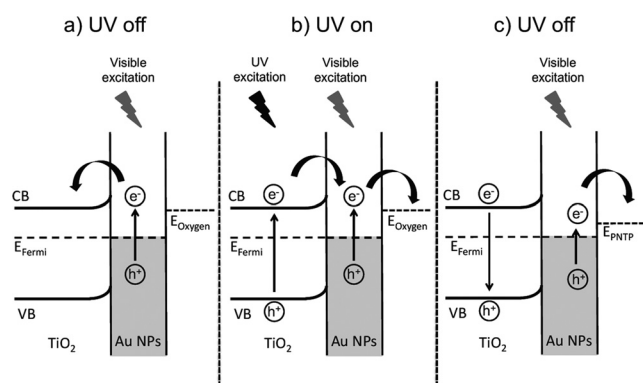 a) UV off
Visible
excitation
CB
e-
E_Oxygen
E_Fermi
h+
VB
TiO₂
Au NPs
b) UV on
UV
excitation
Visible
excitation
CB
e-
e-
E_Oxygen
E_Fermi
h+
VB
h+
TiO₂
Au NPs
c) UV off
Visible
excitation
CB
e-
e-
E_PNTP
E_Fermi
h+
VB
h+
TiO₂
Au NPs